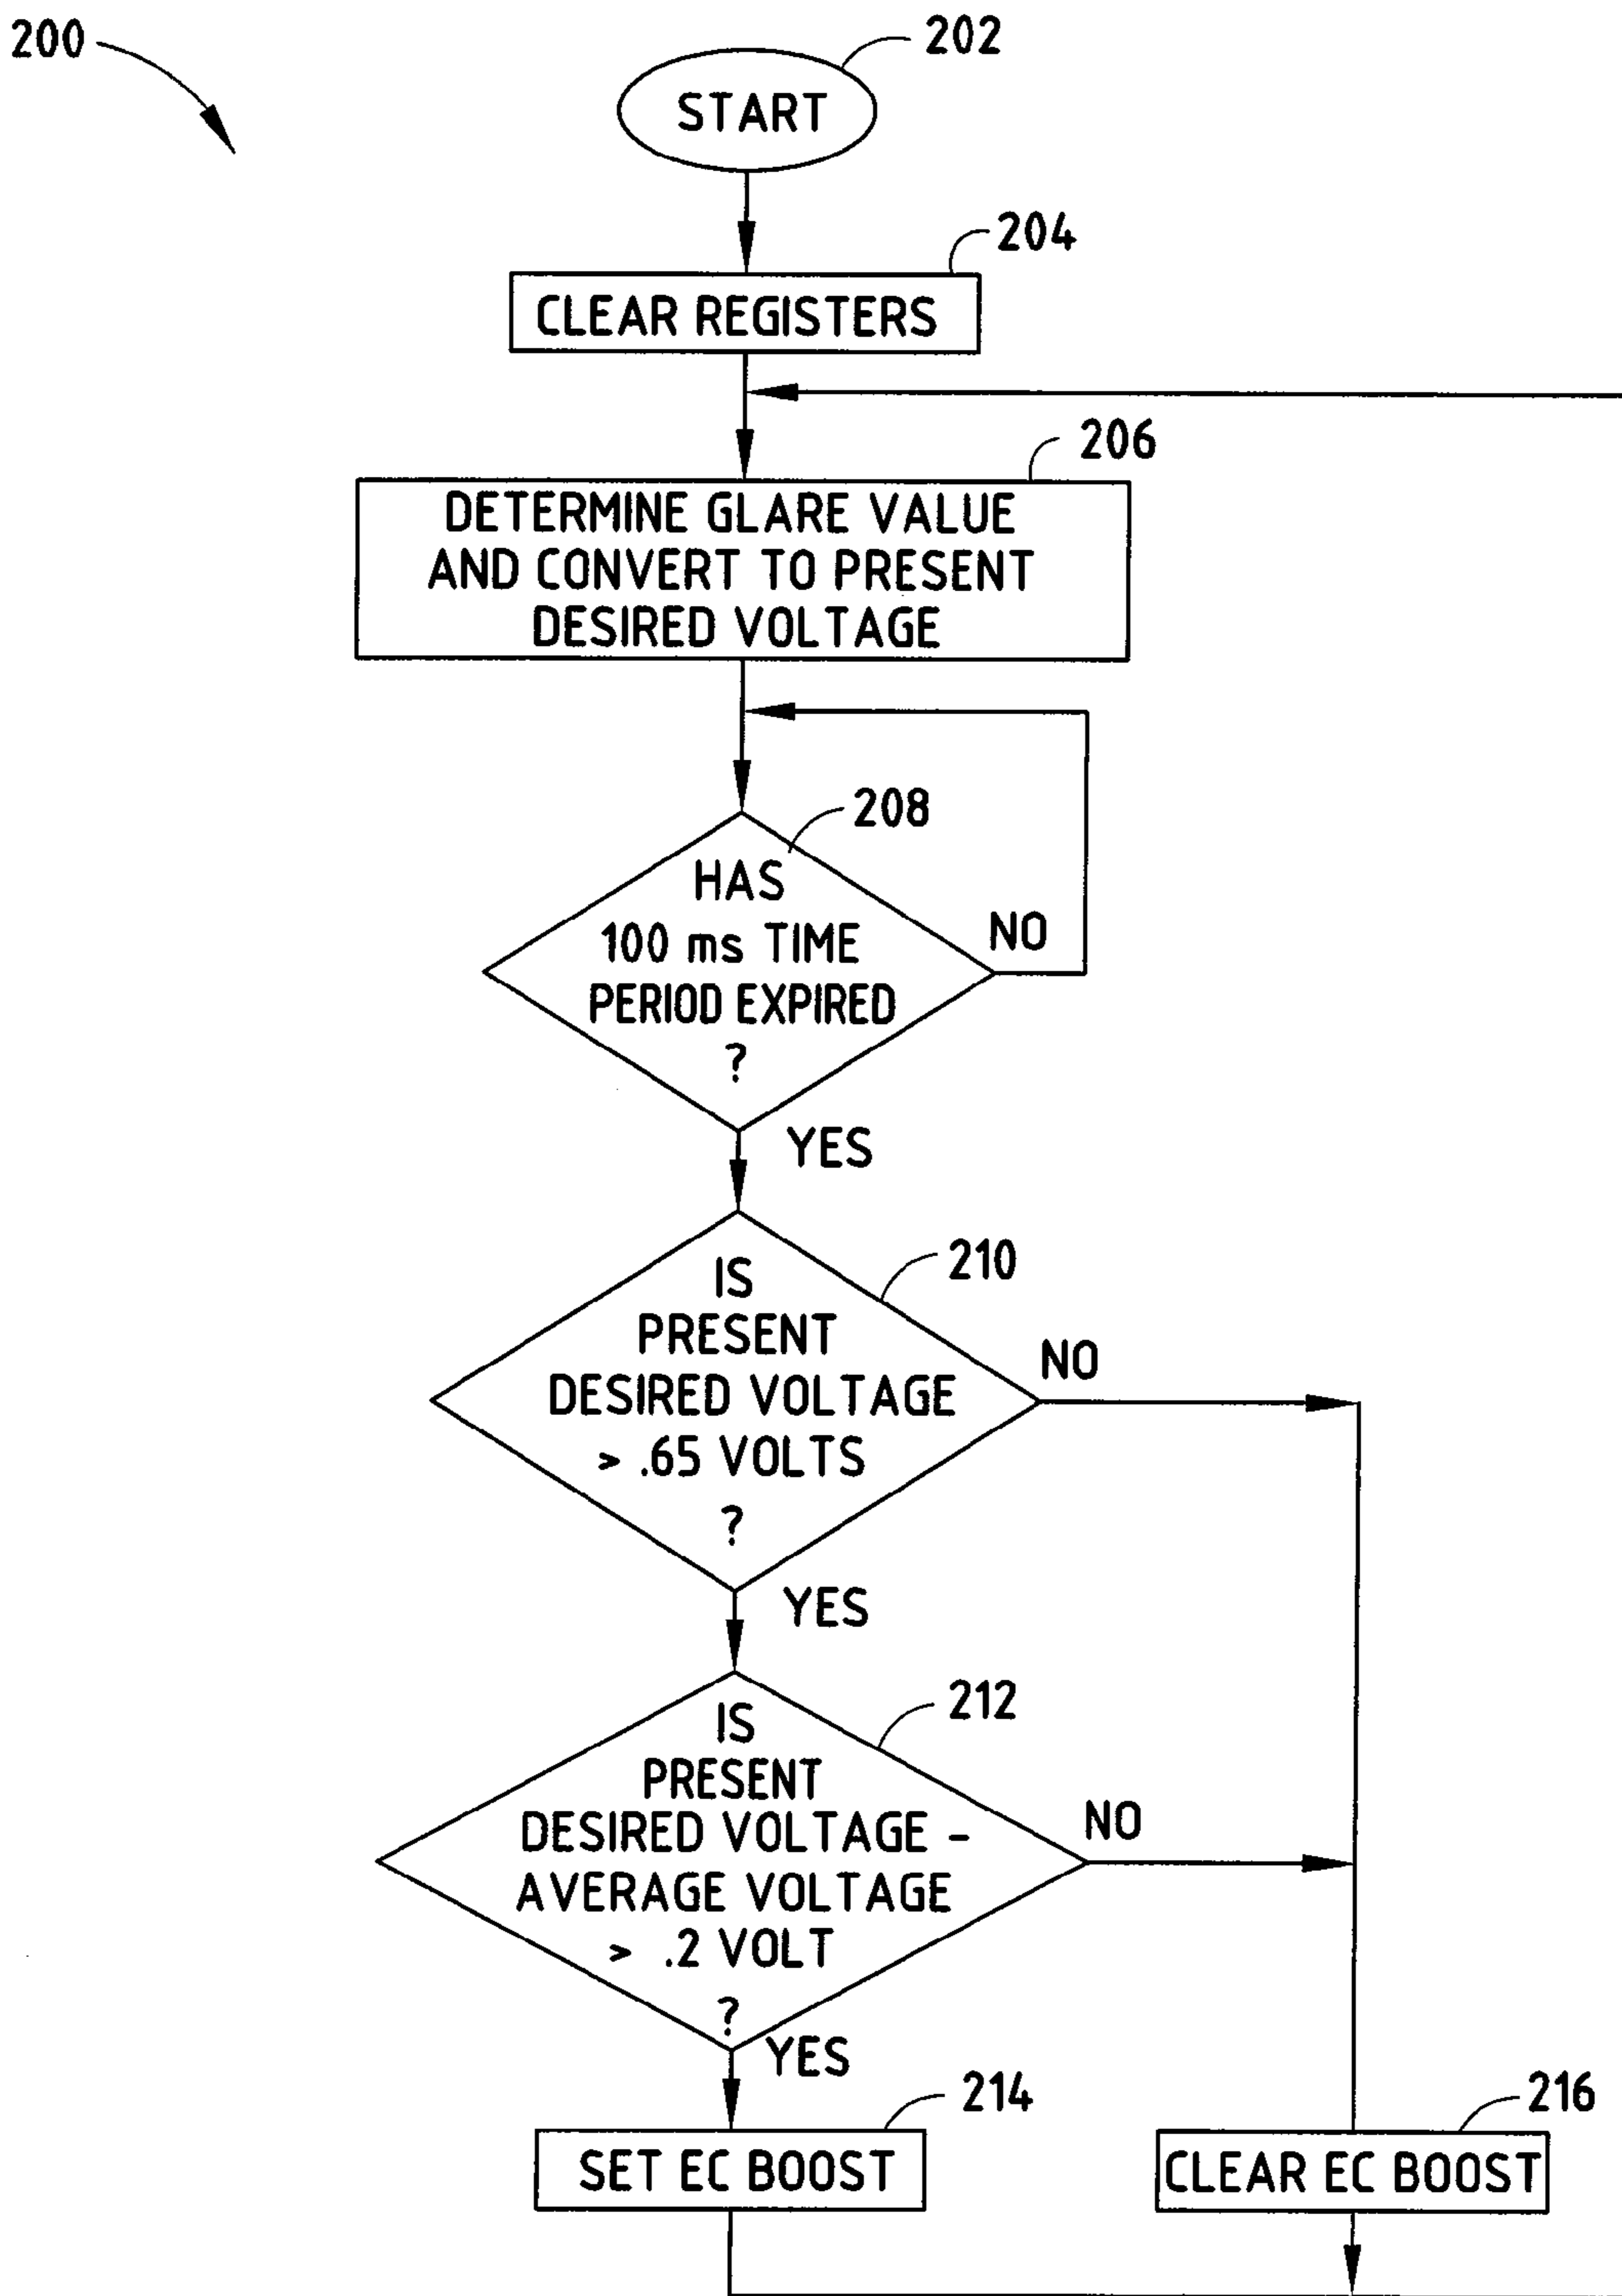 200
202
START
204
CLEAR REGISTERS
206
DETERMINE GLARE VALUE
AND CONVERT TO PRESENT
DESIRED VOLTAGE
208
HAS
100 ms TIME
PERIOD EXPIRED
?
NO
YES
210
IS
PRESENT
DESIRED VOLTAGE
> .65 VOLTS
?
NO
YES
212
IS
PRESENT
DESIRED VOLTAGE -
AVERAGE VOLTAGE
> .2 VOLT
?
NO
YES
214
SET EC BOOST
216
CLEAR EC BOOST